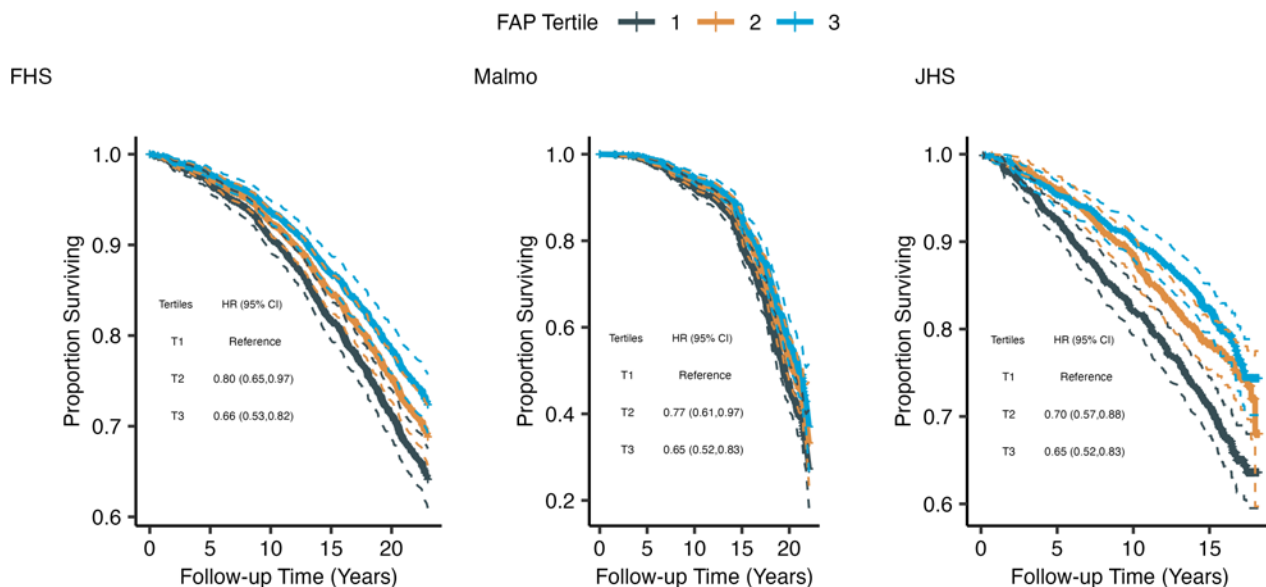 FAP Tertile 1 2 3
FHS
Proportion Surviving
1.0
0.9
0.8
0.7
0.6
Tertiles HR (95% CI)
T1 Reference
T2 0.80 (0.65,0.97)
T3 0.66 (0.53,0.82)
0 5 10 15 20
Follow-up Time (Years)
Malmo
Proportion Surviving
1.0
0.8
0.6
0.4
0.2
Tertiles HR (95% CI)
T1 Reference
T2 0.77 (0.61,0.97)
T3 0.65 (0.52,0.83)
0 5 10 15 20
Follow-up Time (Years)
JHS
Proportion Surviving
1.0
0.9
0.8
0.7
0.6
Tertiles HR (95% CI)
T1 Reference
T2 0.70 (0.57,0.88)
T3 0.65 (0.52,0.83)
0 5 10 15
Follow-up Time (Years)